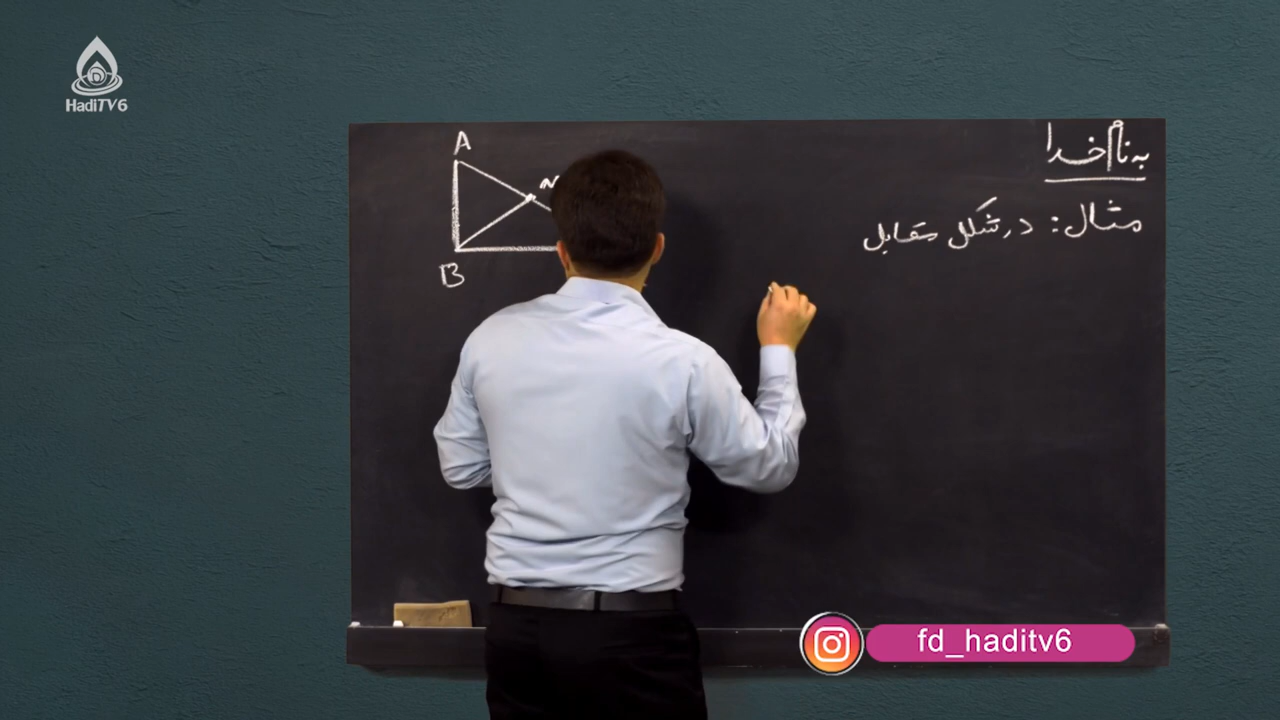 HadiTV6
به نام خدا
مثال: در شکل مقابل
A
B
fd_haditv6